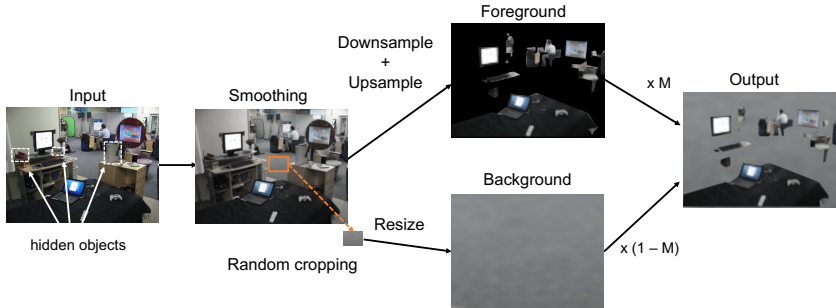 Foreground
Downsample
+
Upsample
Input
Smoothing
x M
Output
Background
Resize
hidden objects
Random cropping
x (1 – M)